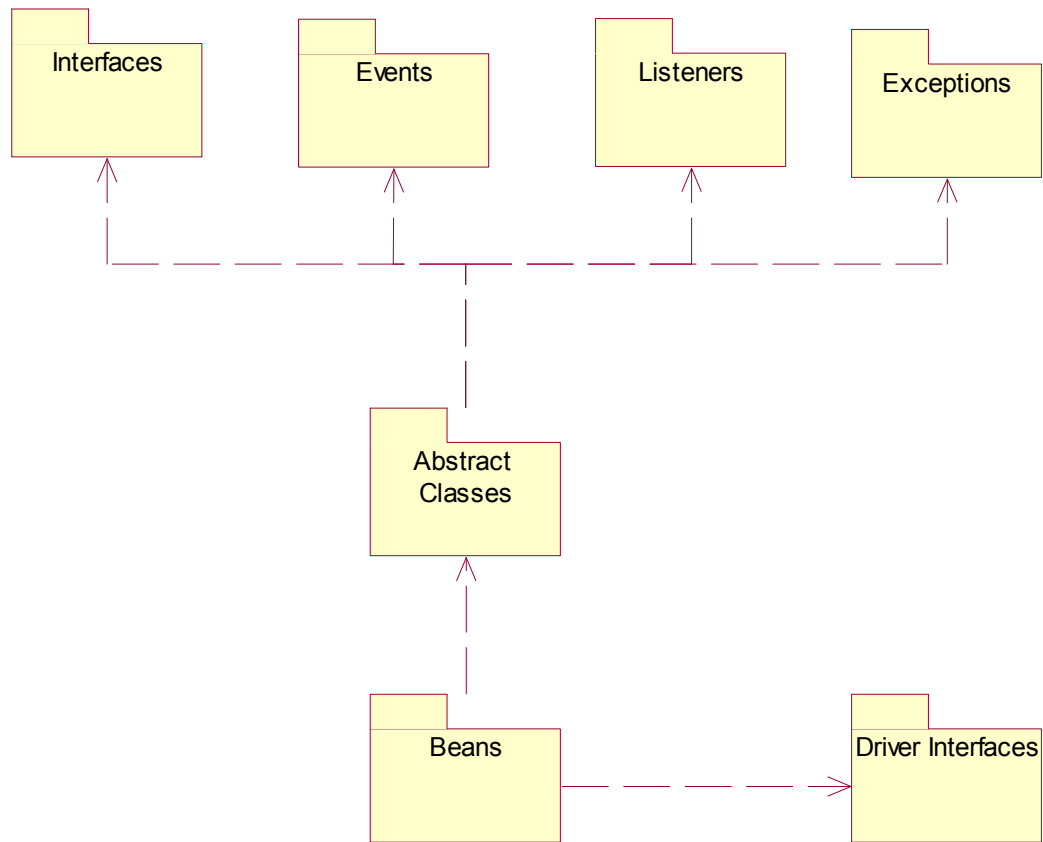 Interfaces
Events
Listeners
Exceptions
Abstract
Classes
Beans
Driver Interfaces